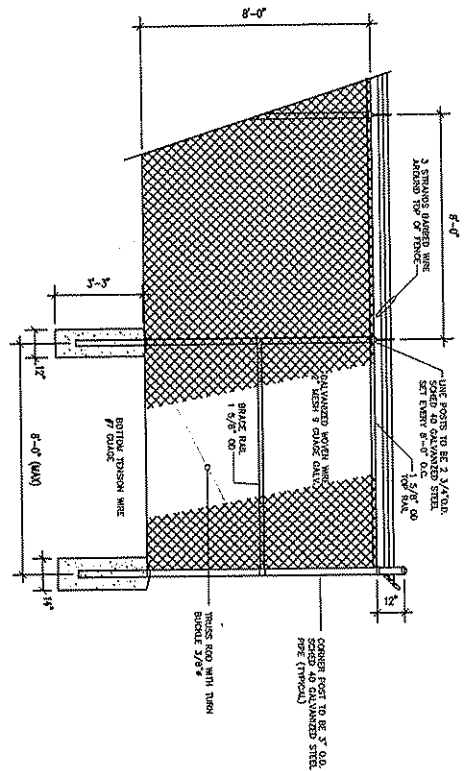 8'-0"
8'-0"
3 STRANDS BARBED WIRE
AROUND TOP OF FENCE
LINE POSTS TO BE 2 3/4"O.D.
SCHED 40 GALVANIZED STEEL
SET EVERY 8'-0" O.C.
1 5/8" OD
TOP RAIL
12"
CORNER POST TO BE 3" O.D.
SCHED 40 GALVANIZED STEEL
PIPE (TYPICAL)
GALVANIZED WOVEN WIRE
2" MESH 9 GUAGE GALV.
BRACE RAIL
1 5/8" OD
TRUSS ROD WITH TURN
BUCKLE 3/8"ø
3'-3"
12"
8'-0" (MAX)
BOTTOM TENSION WIRE
#7 GUAGE
14"